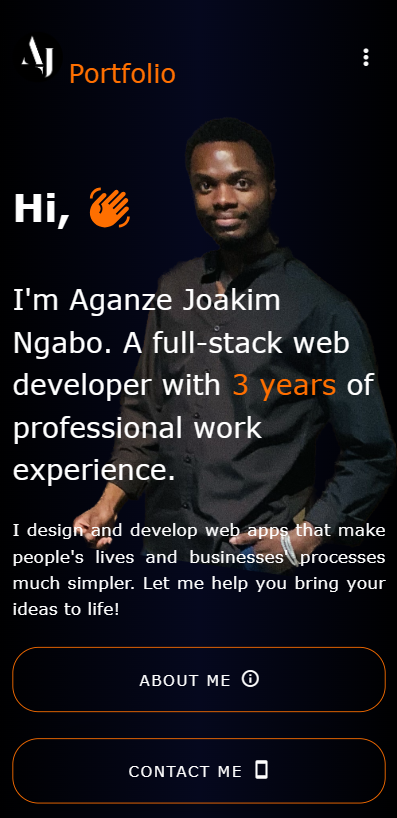 AJ Portfolio
Hi,
I'm Aganze Joakim
Ngabo. A full-stack web
developer with 3 years of
professional work
experience.
I design and develop web apps that make
people's lives and businesses' processes
much simpler. Let me help you bring your
ideas to life!
ABOUT ME
CONTACT ME